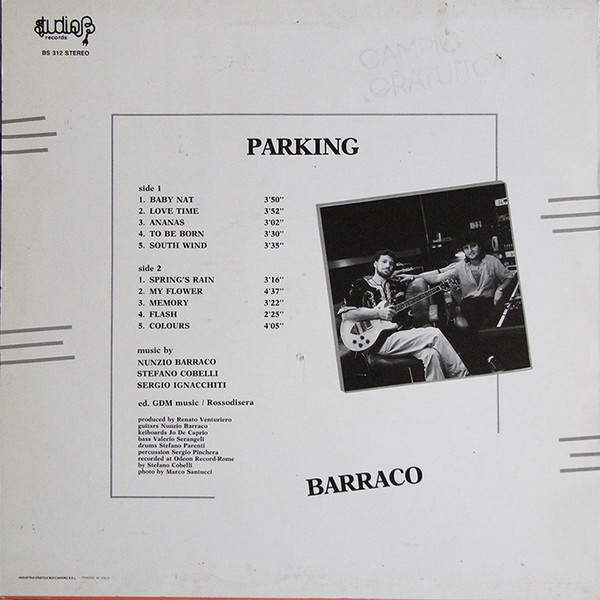 studio
records
BS 312 STEREO
CAMPIONE
GRATUITO
PARKING
side 1
1. BABY NAT 3'50"
2. LOVE TIME 3'52"
3. ANANAS 3'02"
4. TO BE BORN 3'30"
5. SOUTH WIND 3'35"
side 2
1. SPRING'S RAIN 3'16"
2. MY FLOWER 4'37"
3. MEMORY 3'22"
4. FLASH 2'25"
5. COLOURS 4'05"
music by
NUNZIO BARRACO
STEFANO COBELLI
SERGIO IGNACCHITI
ed. GDM music / Rossodisera
produced by Renato Venturiero
guitars Nunzio Barraco
keiboards Jo De Caprio
bass Valerio Serangeli
drums Stefano Parenti
percussion Sergio Pinchera
recorded at Odeon Record-Rome
by Stefano Cobelli
photo by Marco Santucci
BARRACO